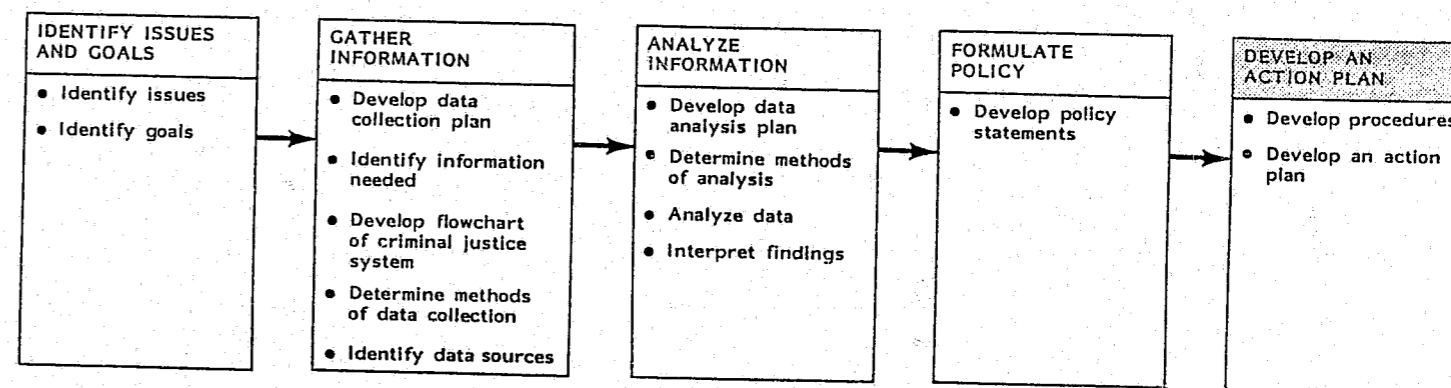 IDENTIFY ISSUES
AND GOALS
• Identify issues
• Identify goals
GATHER
INFORMATION
• Develop data
collection plan
• Identify information
needed
• Develop flowchart
of criminal justice
system
• Determine methods
of data collection
• Identify data sources
ANALYZE
INFORMATION
• Develop data
analysis plan
• Determine methods
of analysis
• Analyze data
• Interpret findings
FORMULATE
POLICY
• Develop policy
statements
DEVELOP AN
ACTION PLAN
• Develop procedures
• Develop an action
plan